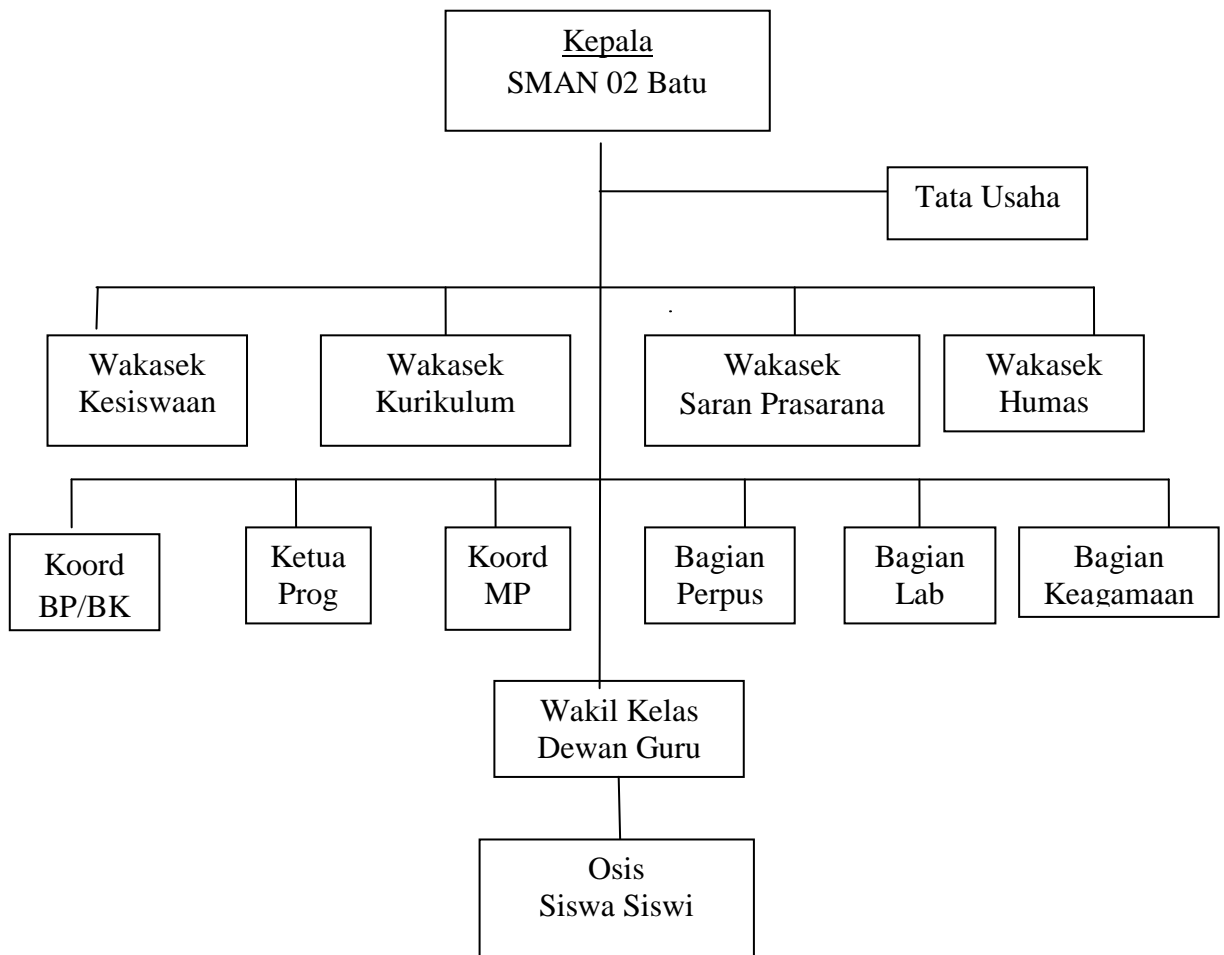 Kepala
SMAN 02 Batu
Tata Usaha
Wakasek
Kesiswaan
Wakasek
Kurikulum
Wakasek
Saran Prasarana
Wakasek
Humas
Koord
BP/BK
Ketua
Prog
Koord
MP
Bagian
Perpus
Bagian
Lab
Bagian
Keagamaan
Wakil Kelas
Dewan Guru
Osis
Siswa Siswi